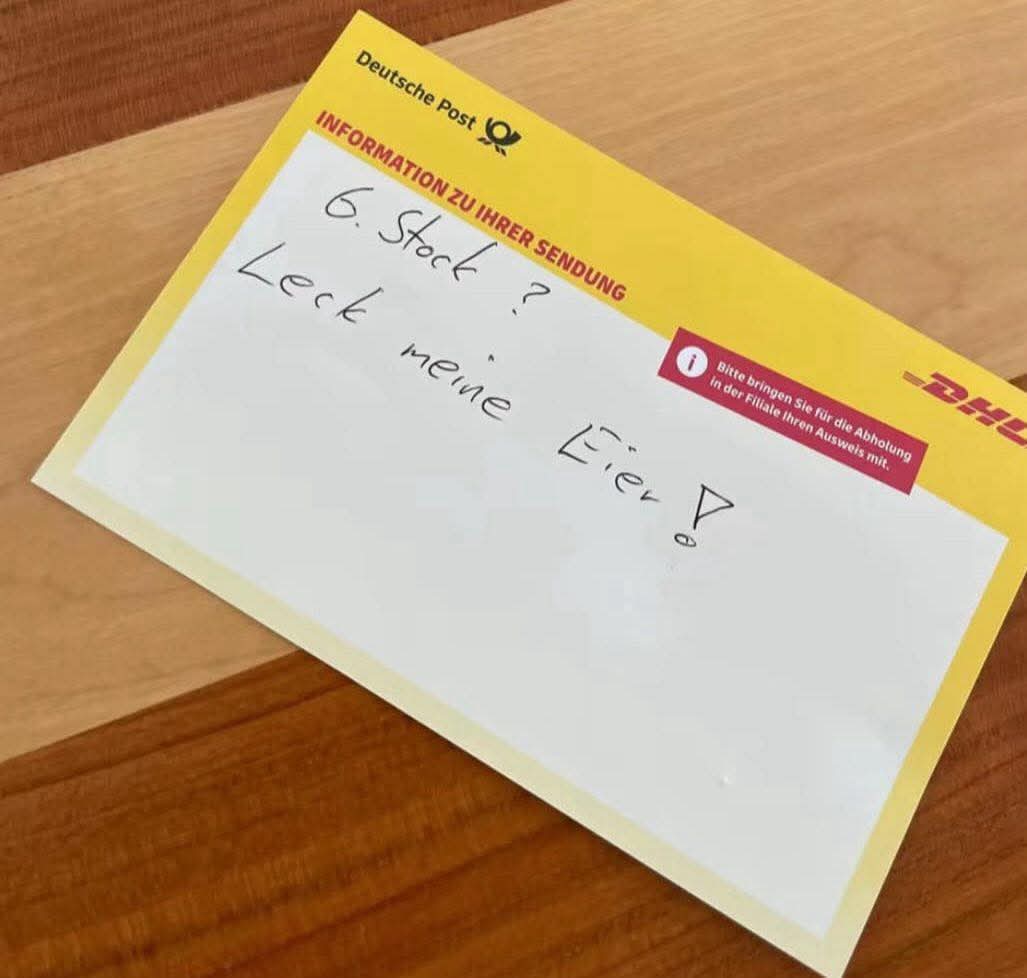 Deutsche Post
INFORMATION ZU IHRER SENDUNG
6. Stock ?
Leck meine Eier !
Bitte bringen Sie für die Abholung
in der Filiale Ihren Ausweis mit.
DHL